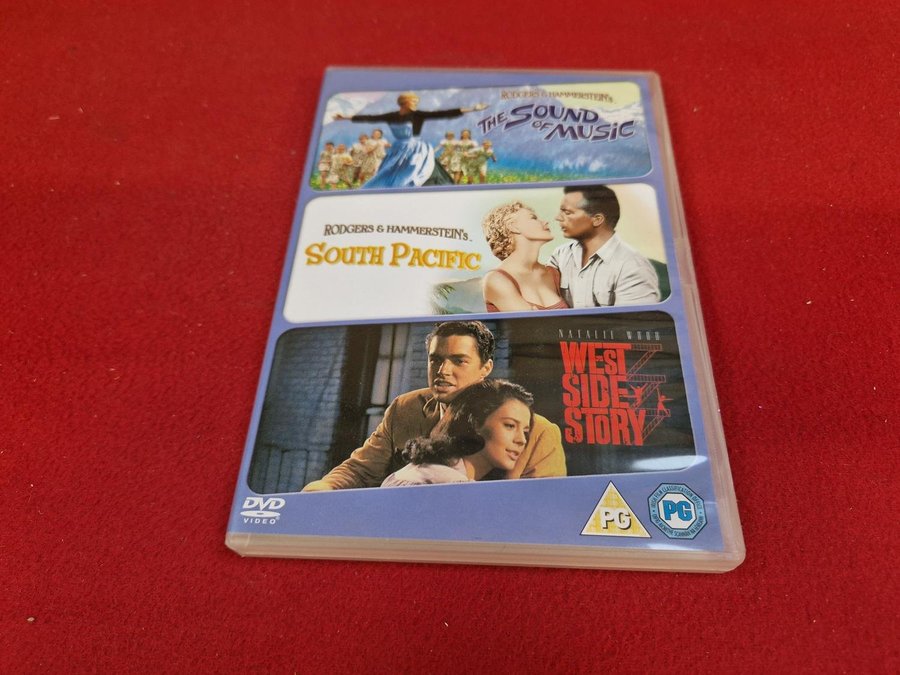 RODGERS & HAMMERSTEIN'S
THE SOUND
OF MUSIC
RODGERS & HAMMERSTEIN'S
SOUTH PACIFIC
NATALIE WOOD
WEST
SIDE
STORY
DVD
VIDEO
PG
PG